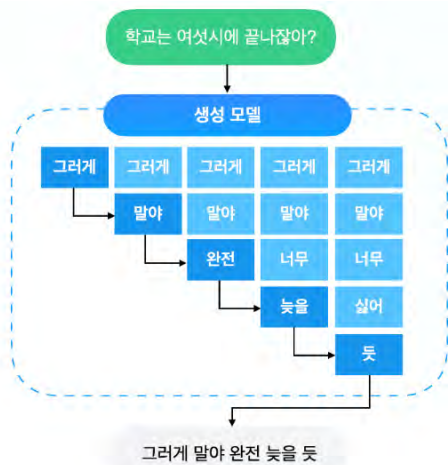 학교는 여섯시에 끝나잖아?
생성 모델
그러게 그러게 그러게 그러게 그러게
말야 말야 말야 말야
완전 너무 너무
늦을 싫어
듯
그러게 말야 완전 늦을 듯